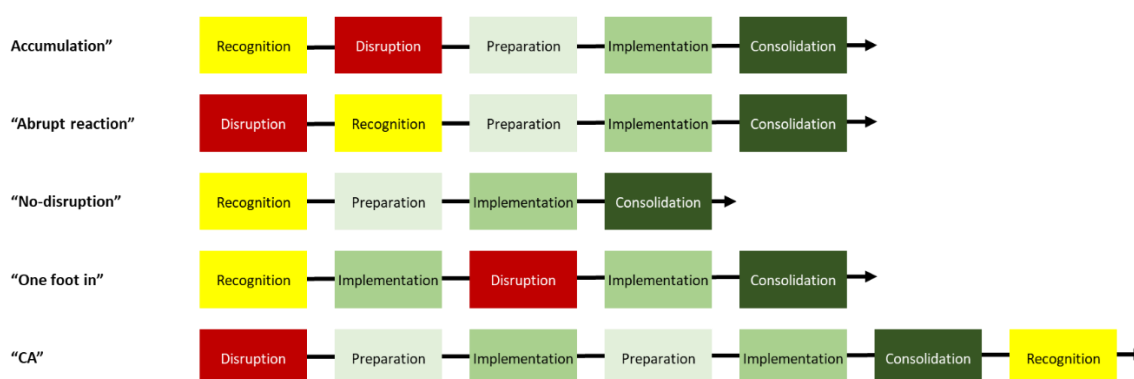 Accumulation” Recognition Disruption Preparation Implementation Consolidation
“Abrupt reaction” Disruption Recognition Preparation Implementation Consolidation
“No-disruption” Recognition Preparation Implementation Consolidation
“One foot in” Recognition Implementation Disruption Implementation Consolidation
“CA” Disruption Preparation Implementation Preparation Implementation Consolidation Recognition